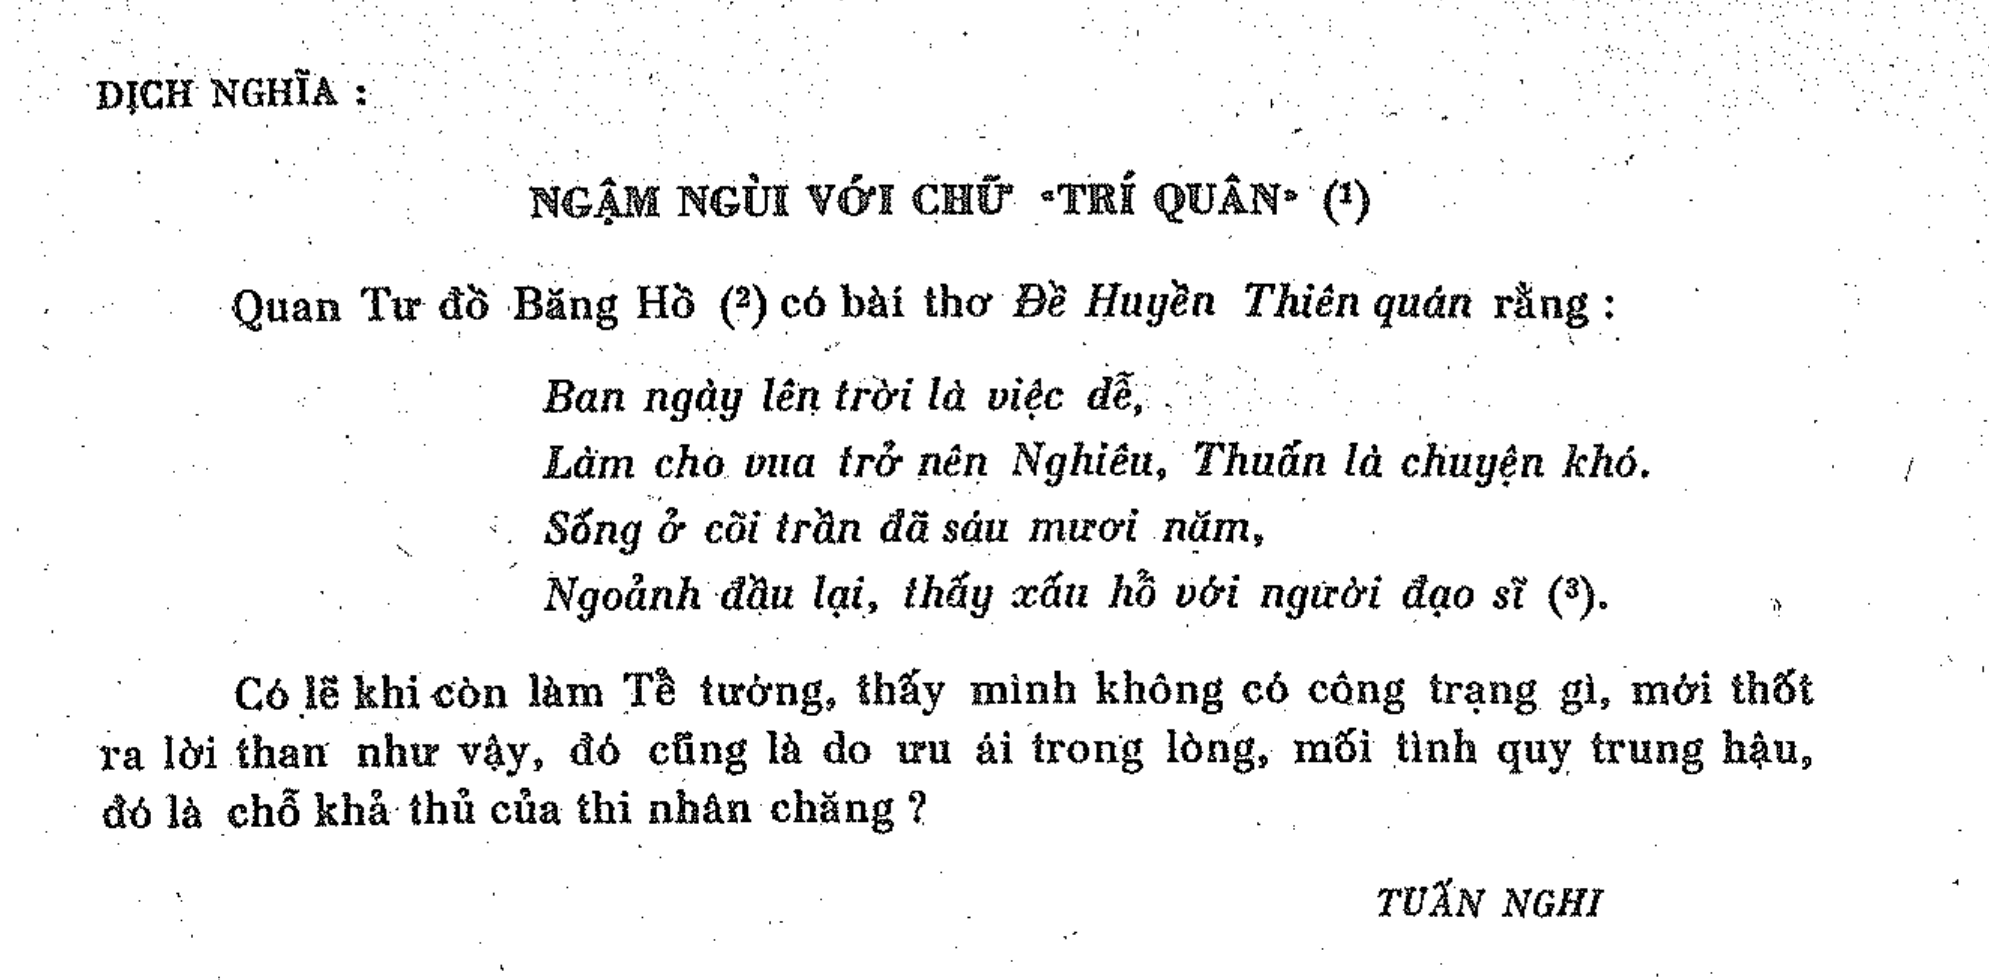 DỊCH NGHĨA :
NGẬM NGÙI VỚI CHỮ «TRÍ QUÂN» (¹)
Quan Tư đồ Băng Hồ (²) có bài thơ Đề Huyền Thiên quán rằng :
Ban ngày lên trời là việc dễ,
Làm cho vua trở nên Nghiêu, Thuấn là chuyện khó.
Sống ở cõi trần đã sáu mươi năm,
Ngoảnh đầu lại, thấy xấu hổ với người đạo sĩ (³).
Có lẽ khi còn làm Tể tướng, thấy mình không có công trạng gì, mới thốt
ra lời than như vậy, đó cũng là do ưu ái trong lòng, mối tình quy trung hậu,
đó là chỗ khả thủ của thi nhân chăng ?
TUẤN NGHI